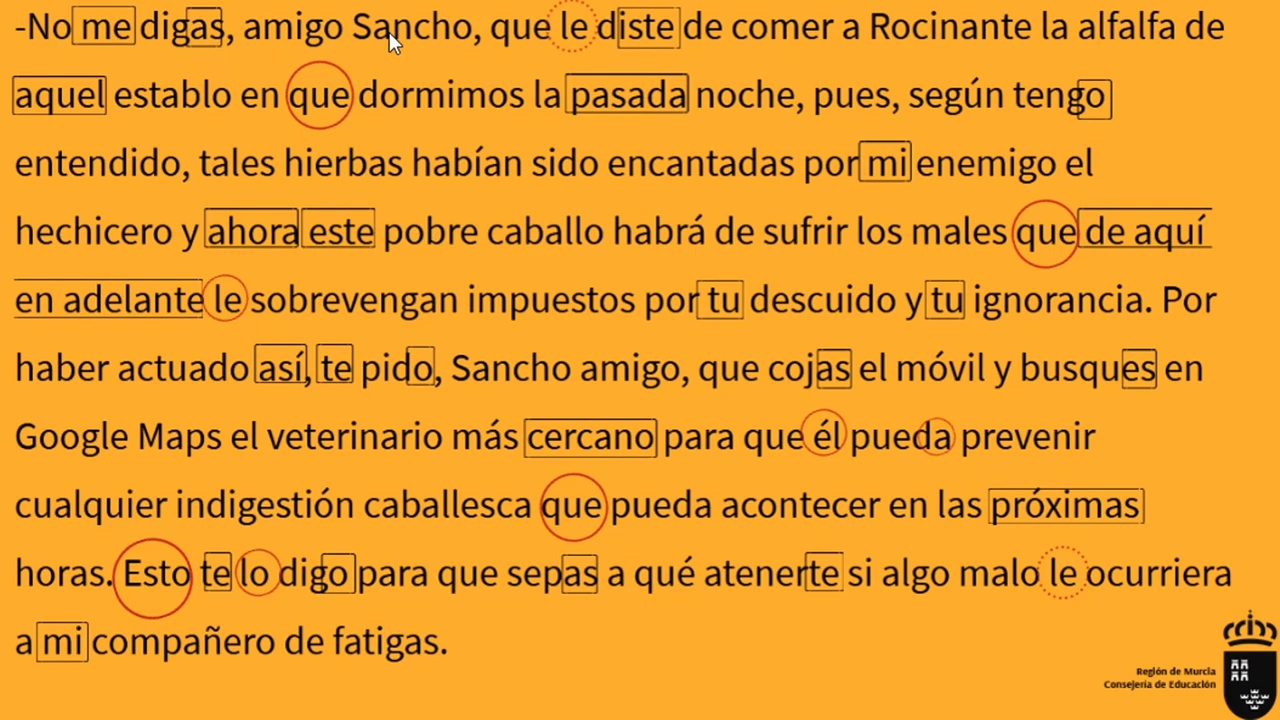 -No me digas, amigo Sancho, que le diste de comer a Rocinante la alfalfa de
aquel establo en que dormimos la pasada noche, pues, según tengo
entendido, tales hierbas habían sido encantadas por mi enemigo el
hechicero y ahora este pobre caballo habrá de sufrir los males que de aquí
en adelante le sobrevengan impuestos por tu descuido y tu ignorancia. Por
haber actuado así, te pido, Sancho amigo, que cojas el móvil y busques en
Google Maps el veterinario más cercano para que él pueda prevenir
cualquier indigestión caballesca que pueda acontecer en las próximas
horas. Esto te lo digo para que sepas a qué atenerte si algo malo le ocurriera
a mi compañero de fatigas.
Región de Murcia
Consejería de Educación